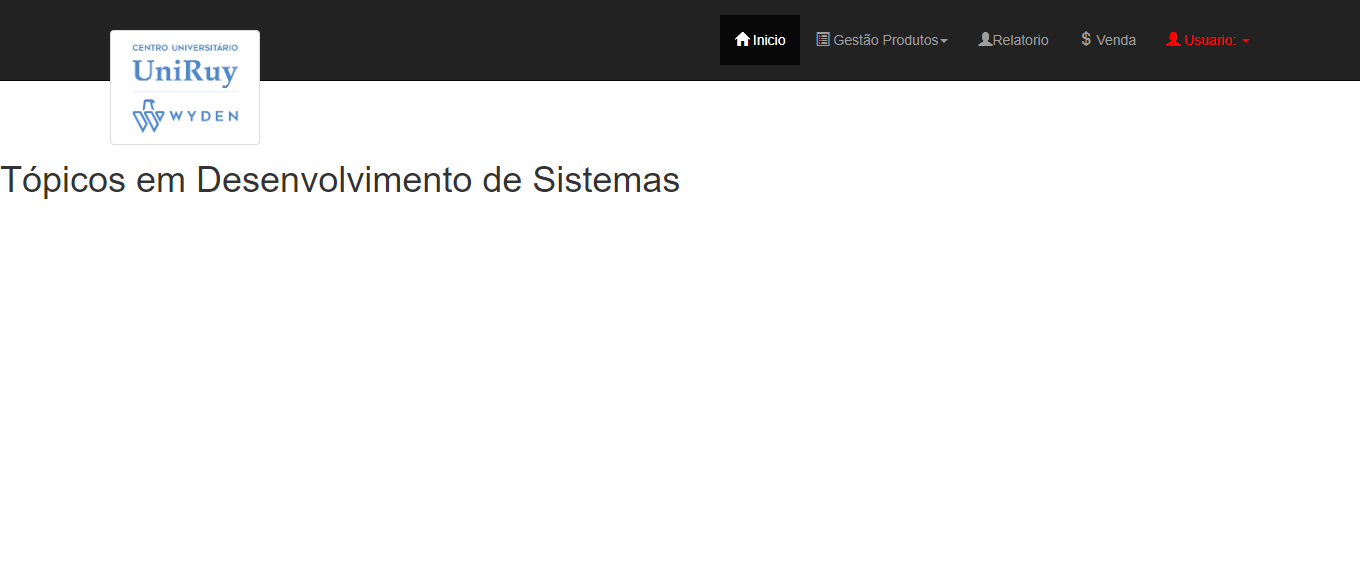 CENTRO UNIVERSITÁRIO
UniRuy
WYDEN
Inicio Gestão Produtos Relatorio $ Venda Usuario:
Tópicos em Desenvolvimento de Sistemas